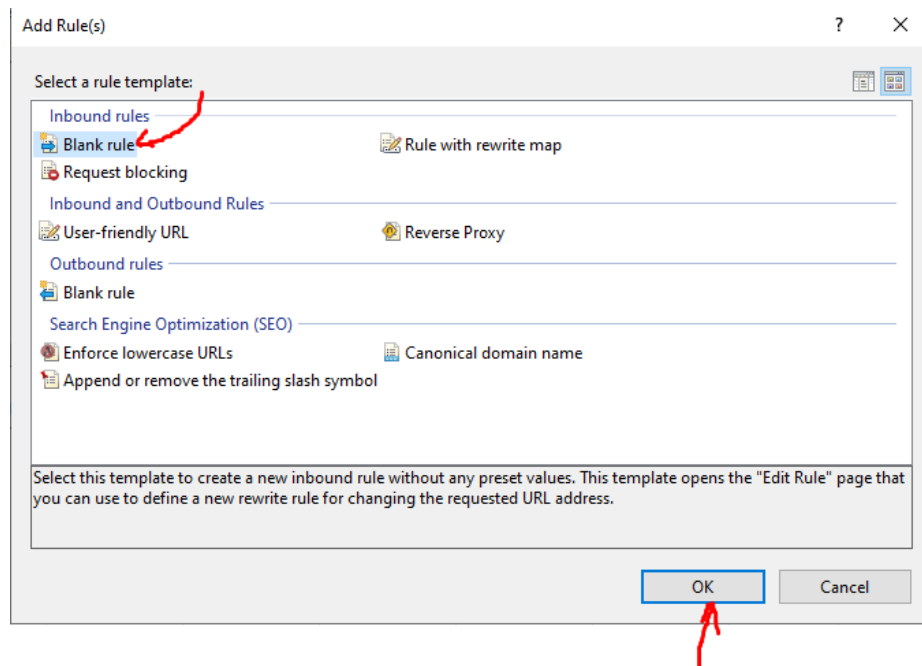 Add Rule(s)
Select a rule template:
Inbound rules
Blank rule
Rule with rewrite map
Request blocking
Inbound and Outbound Rules
User-friendly URL
Reverse Proxy
Outbound rules
Blank rule
Search Engine Optimization (SEO)
Enforce lowercase URLs
Canonical domain name
Append or remove the trailing slash symbol
Select this template to create a new inbound rule without any preset values. This template opens the "Edit Rule" page that
you can use to define a new rewrite rule for changing the requested URL address.
OK
Cancel